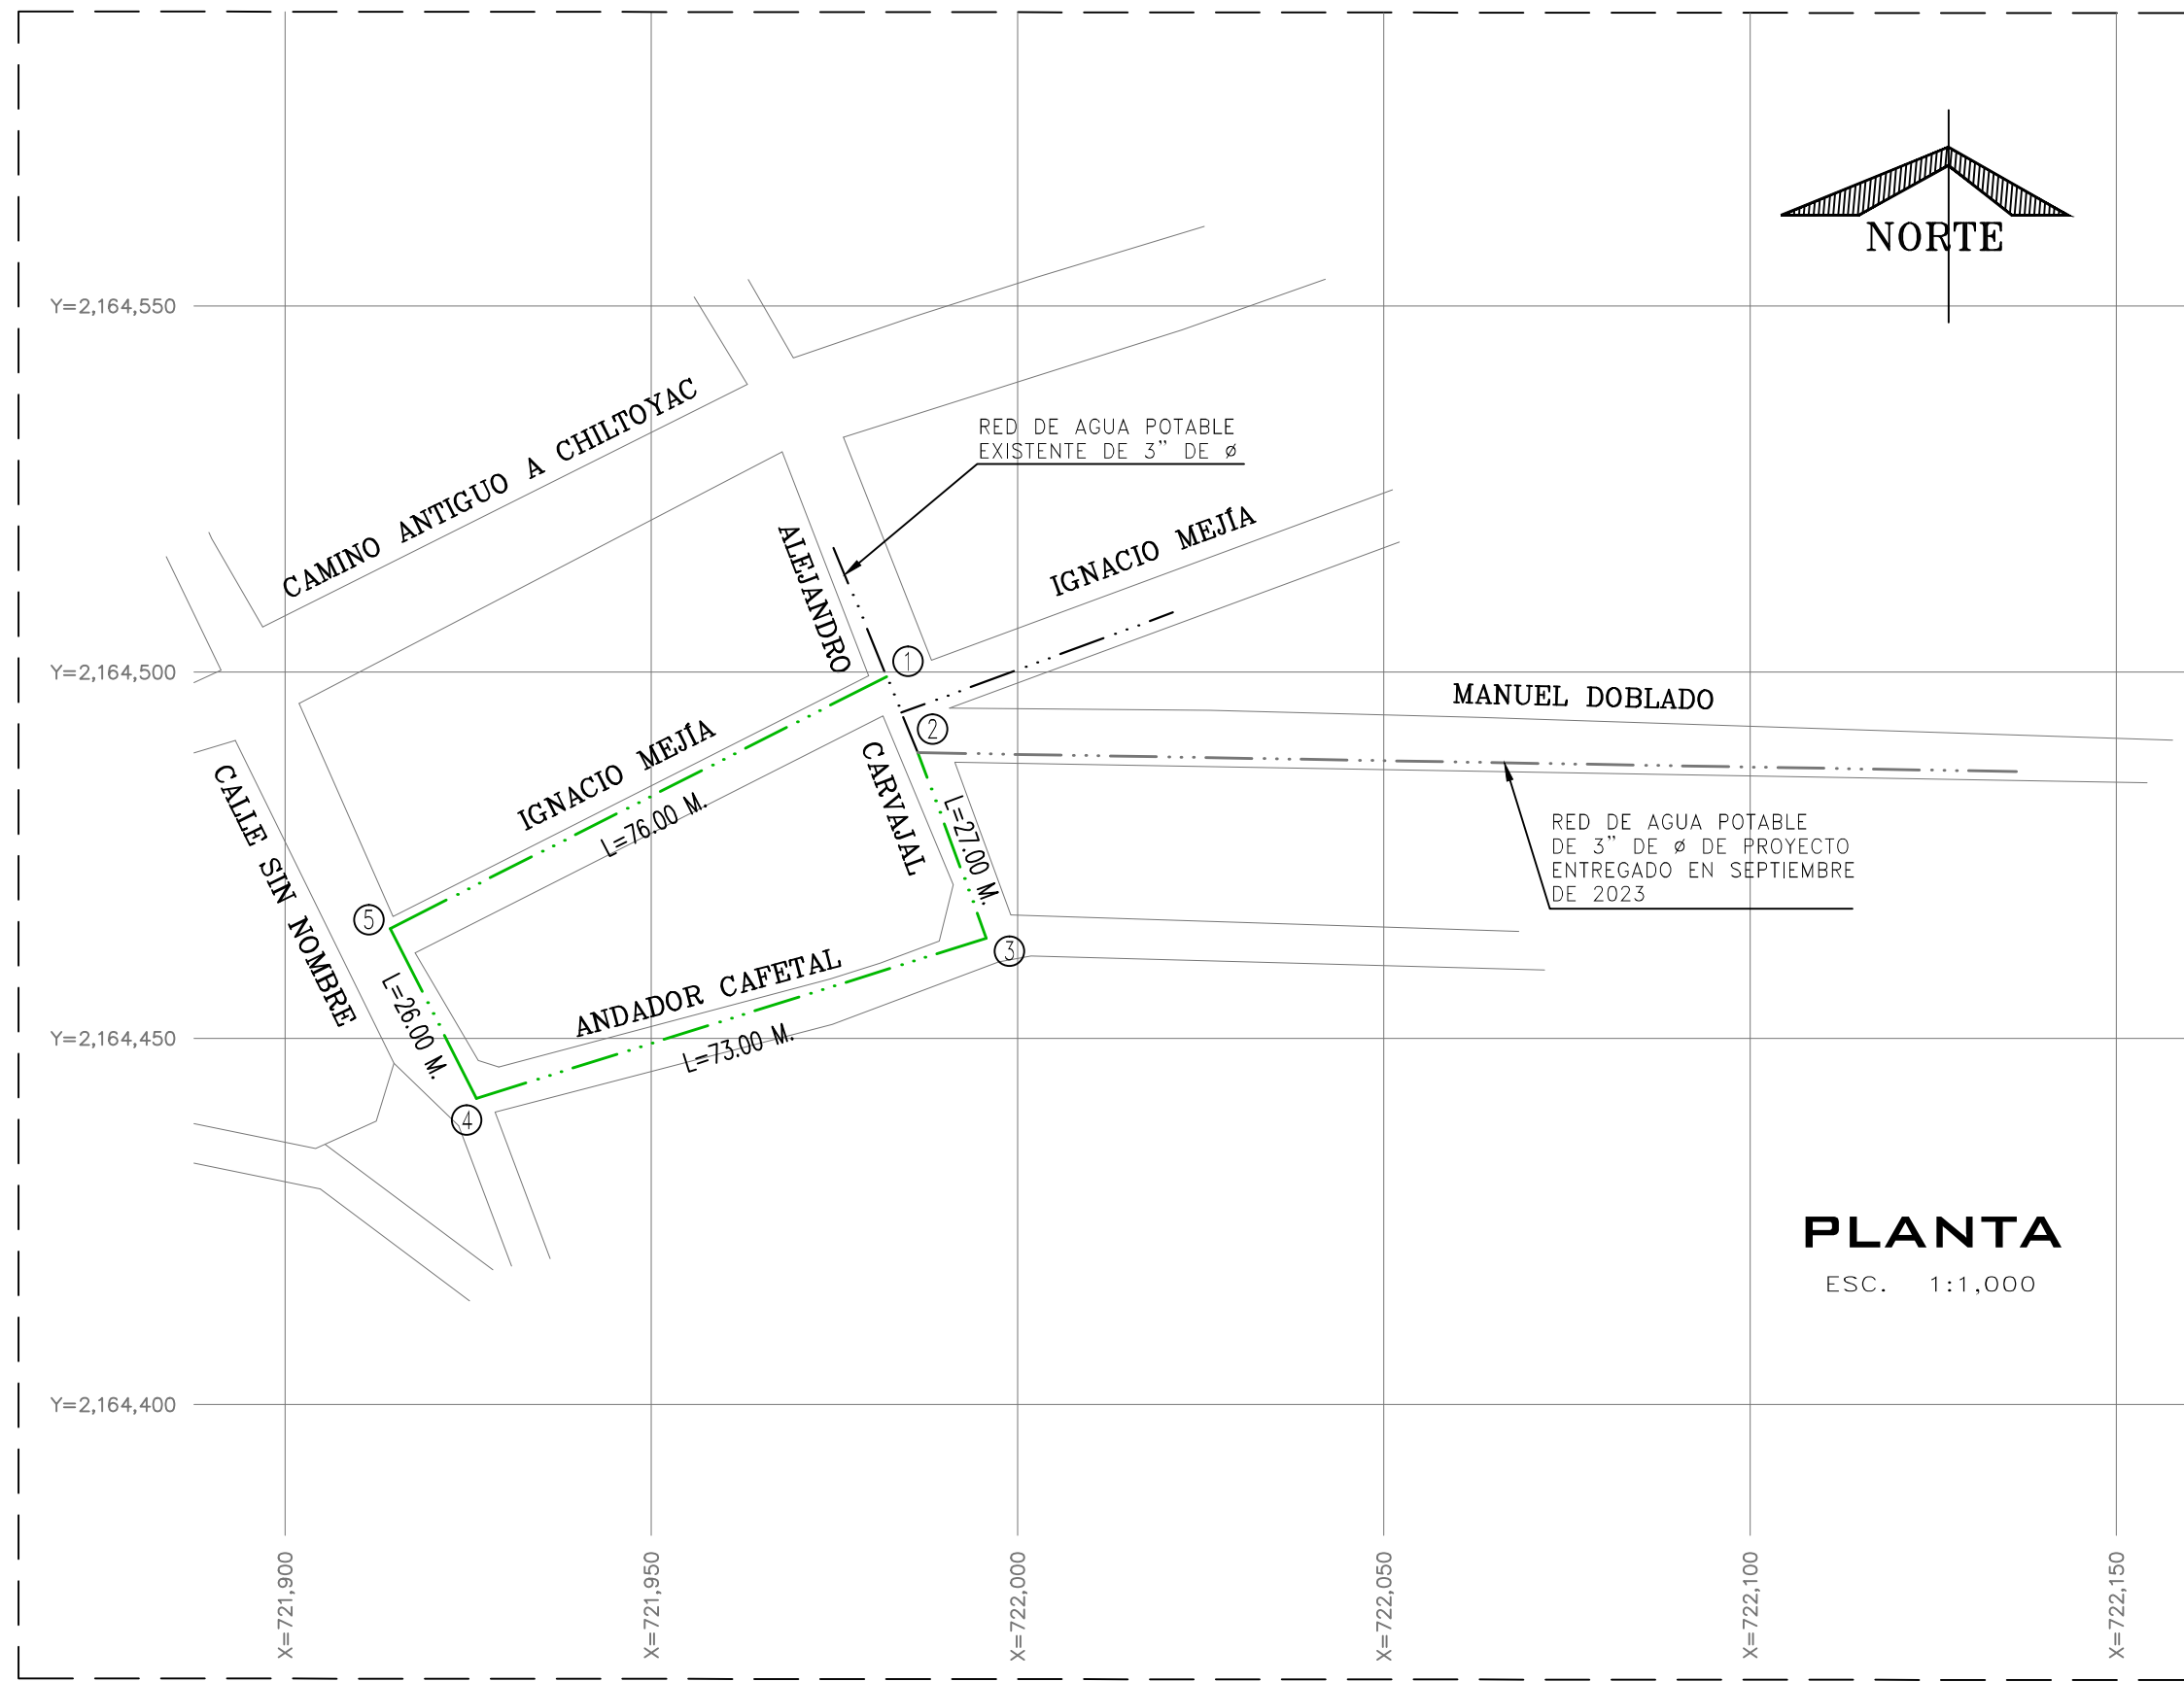 NORTE
Y=2,164,550
CAMINO ANTIGUO A CHILTOYAC
RED DE AGUA POTABLE
EXISTENTE DE 3" DE ø
ALEJANDRO
IGNACIO MEJÍA
1
Y=2,164,500
MANUEL DOBLADO
2
IGNACIO MEJÍA
L=76.00 M.
CARVAJAL
L=27.00 M.
CALLE SIN NOMBRE
RED DE AGUA POTABLE
DE 3" DE ø DE PROYECTO
ENTREGADO EN SEPTIEMBRE
DE 2023
5
3
ANDADOR CAFETAL
L=26.00 M.
L=73.00 M.
Y=2,164,450
4
PLANTA
ESC. 1:1,000
Y=2,164,400
X=721,900
X=721,950
X=722,000
X=722,050
X=722,100
X=722,150